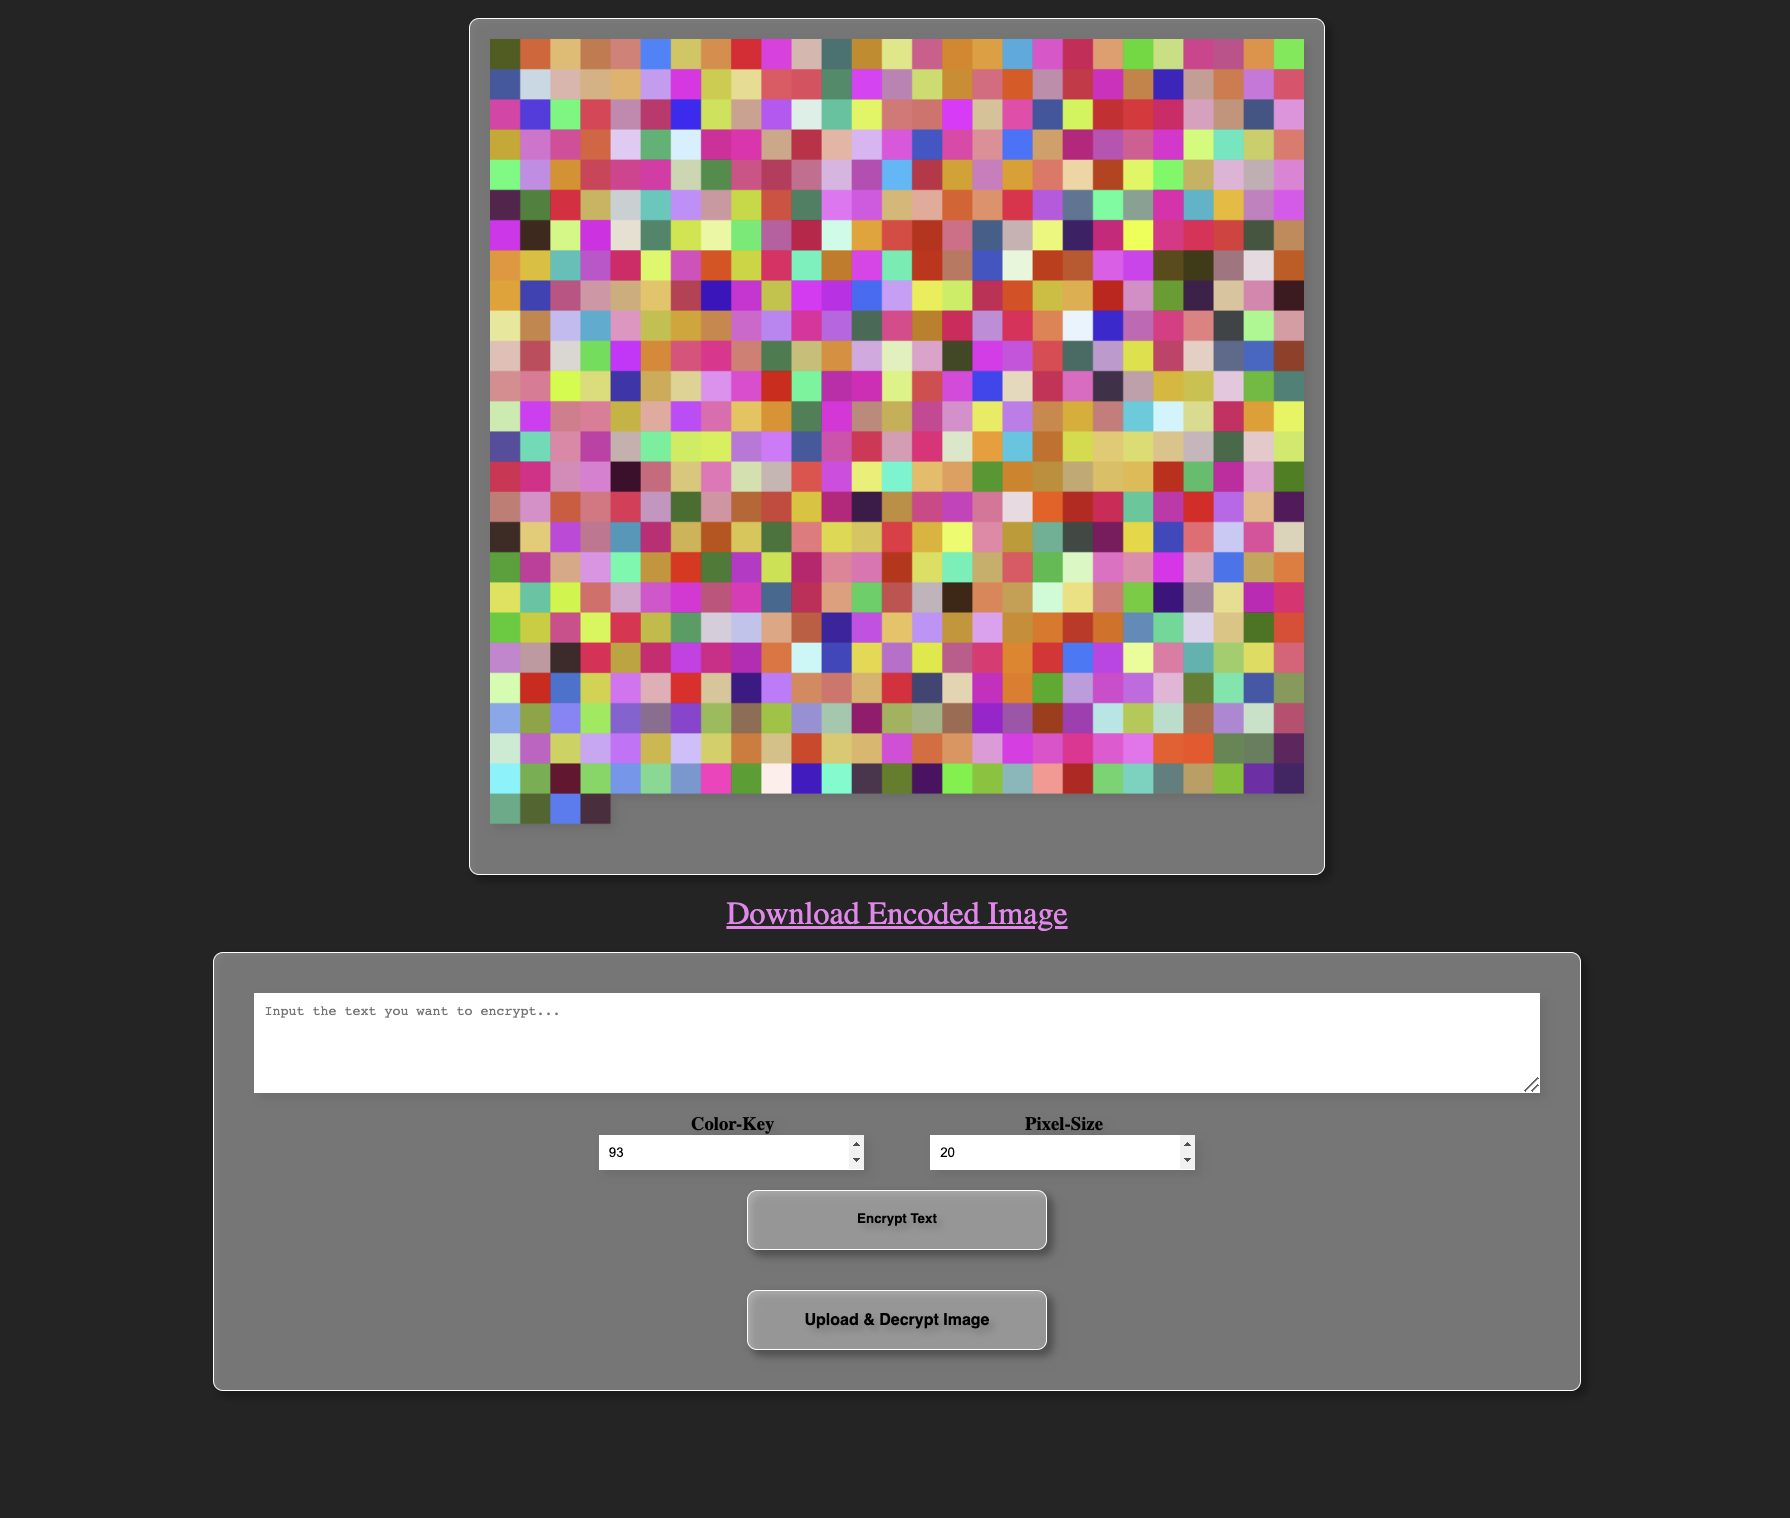 Download Encoded Image
Input the text you want to encrypt...
Color-Key
Pixel-Size
93
20
Encrypt Text
Upload & Decrypt Image